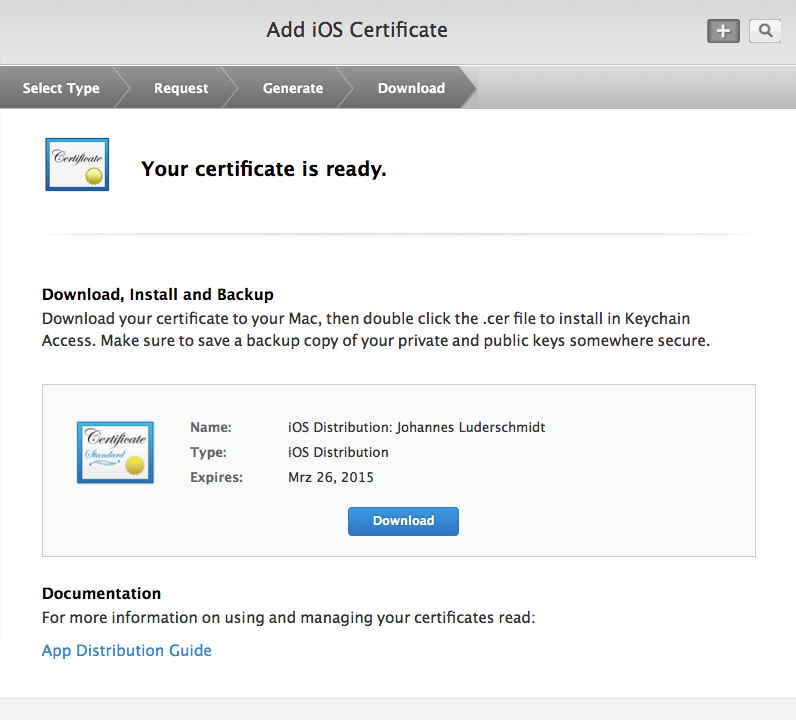 Add iOS Certificate
Select Type
Request
Generate
Download
Certificate
Your certificate is ready.
Download, Install and Backup
Download your certificate to your Mac, then double click the .cer file to install in Keychain
Access. Make sure to save a backup copy of your private and public keys somewhere secure.
Certificate
Standard
Name: iOS Distribution: Johannes Luderschmidt
Type: iOS Distribution
Expires: Mrz 26, 2015
Download
Documentation
For more information on using and managing your certificates read:
App Distribution Guide